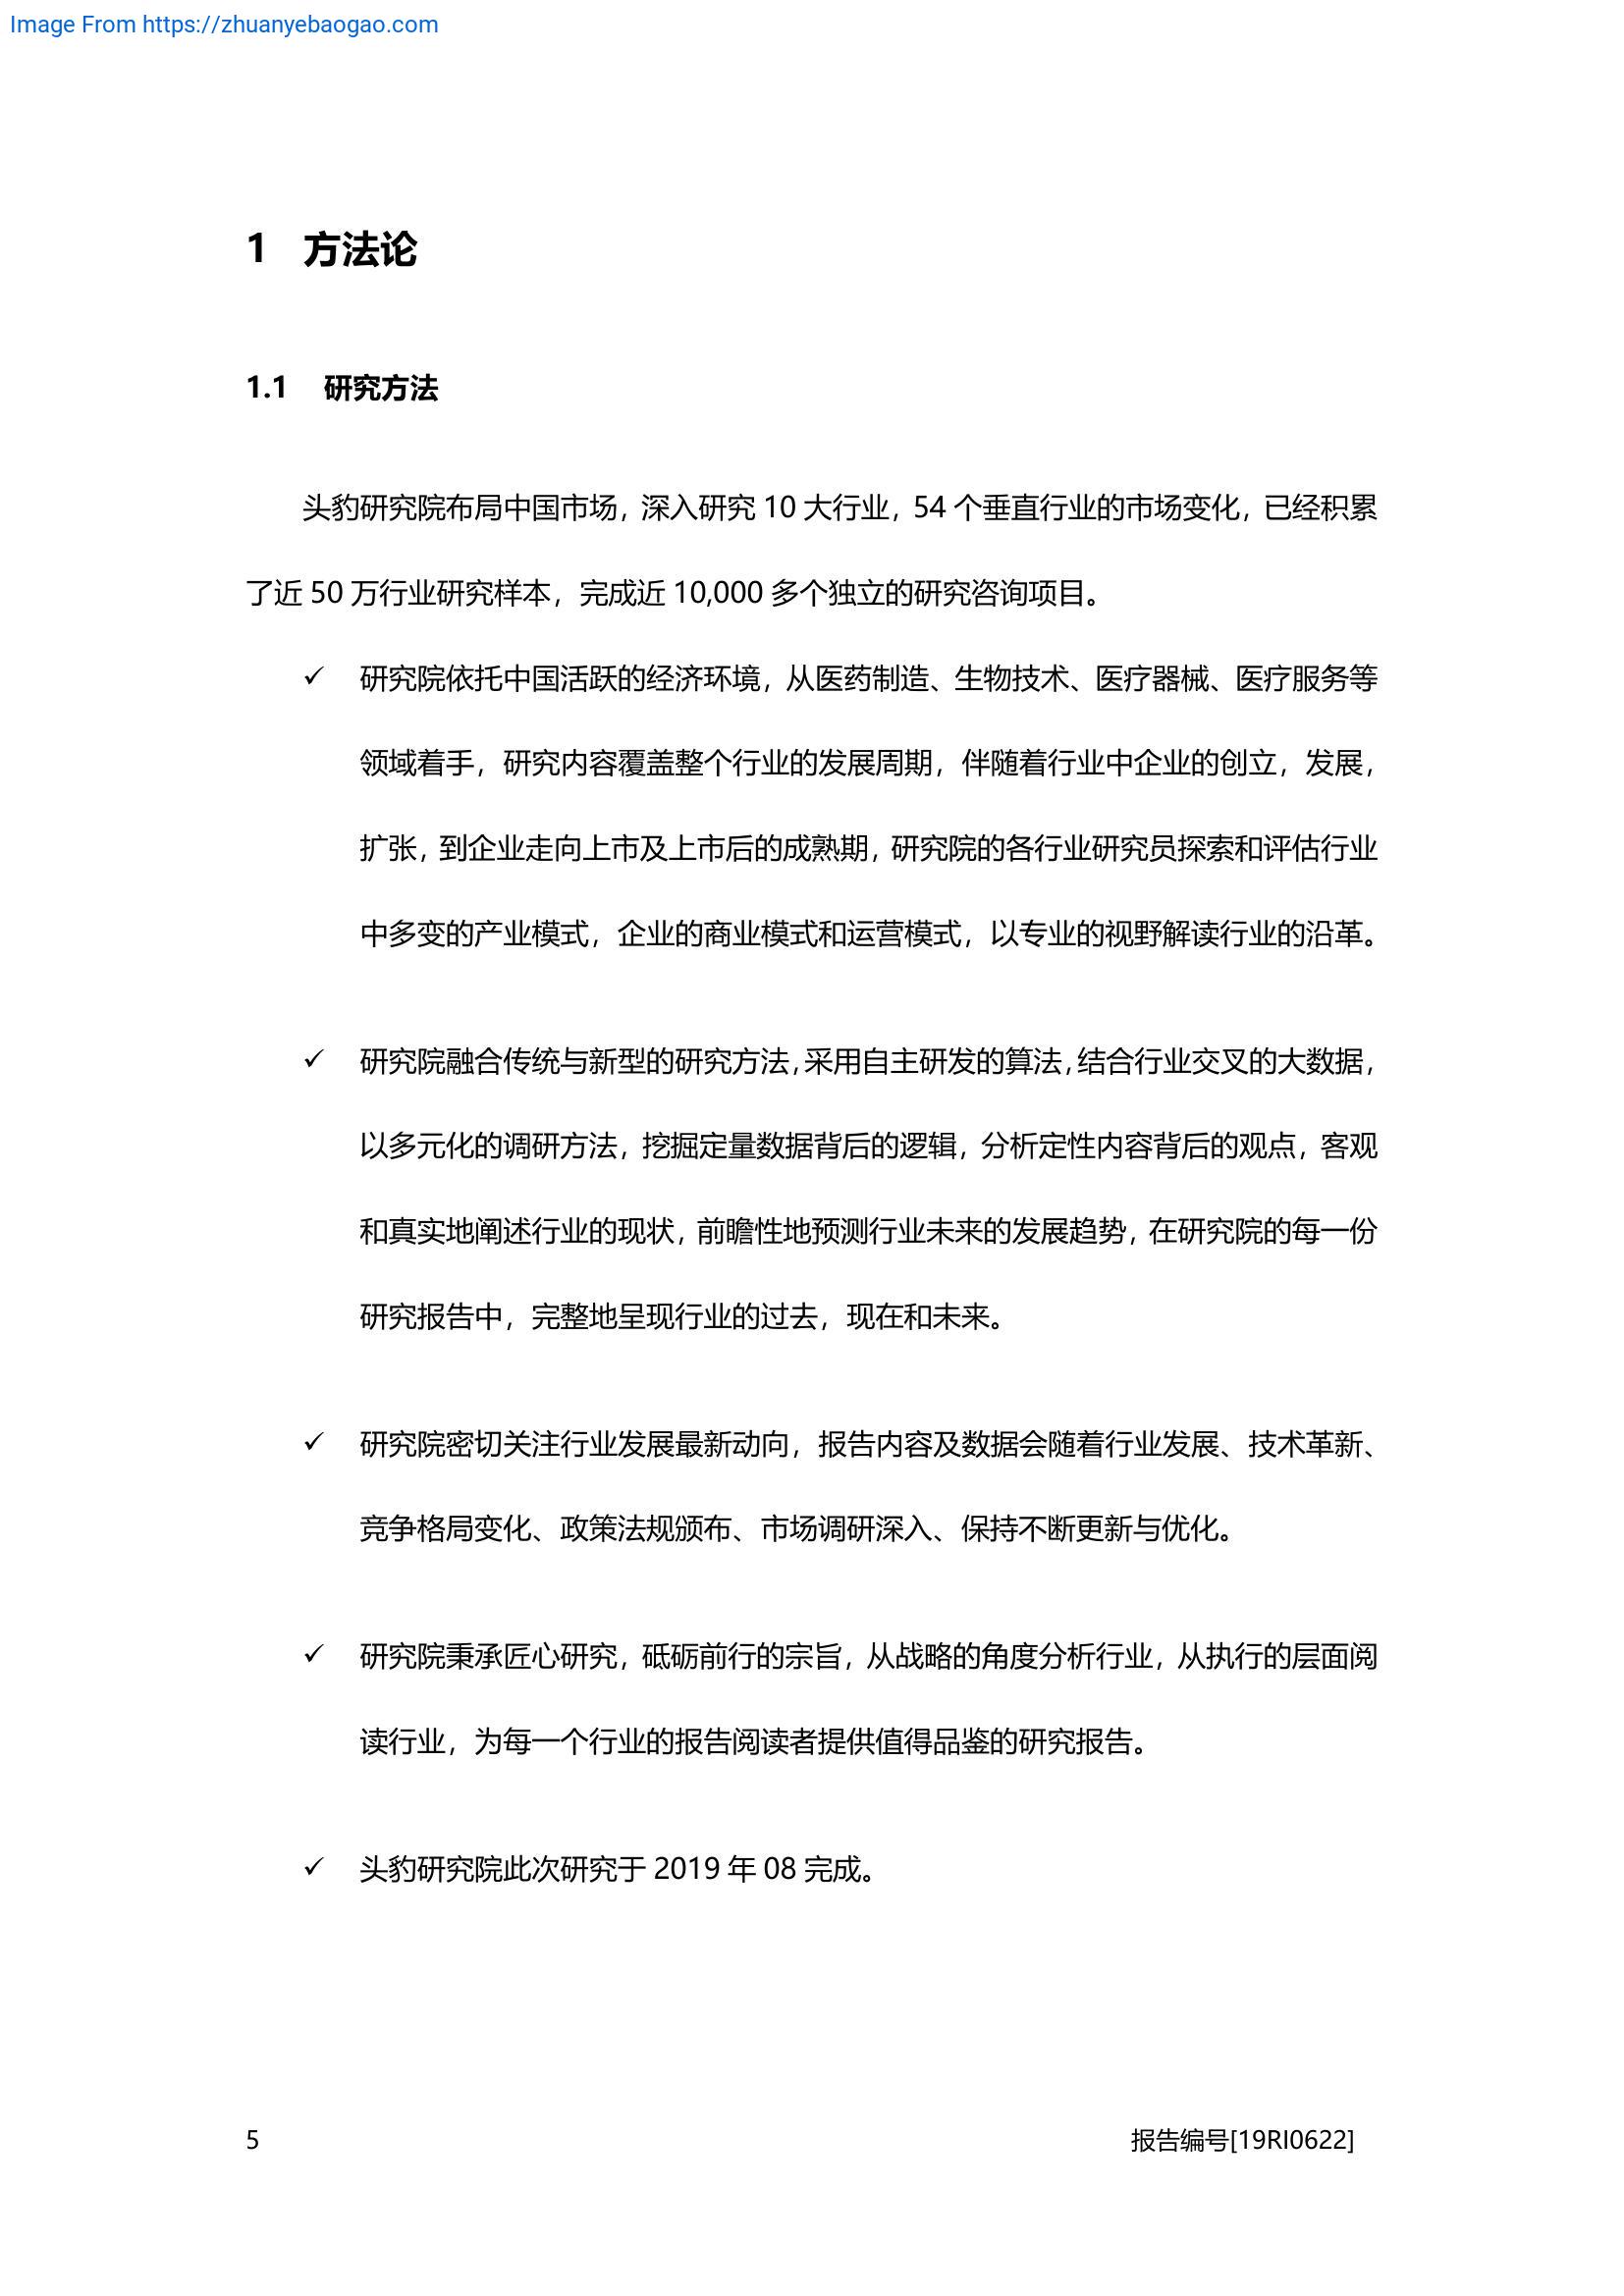 Image From https://zhuanyebaogao.com
1 方法论
1.1 研究方法
头豹研究院布局中国市场，深入研究 10 大行业，54 个垂直行业的市场变化，已经积累
了近 50 万行业研究样本，完成近 10,000 多个独立的研究咨询项目。
✓ 研究院依托中国活跃的经济环境，从医药制造、生物技术、医疗器械、医疗服务等
领域着手，研究内容覆盖整个行业的发展周期，伴随着行业中企业的创立，发展，
扩张，到企业走向上市及上市后的成熟期，研究院的各行业研究员探索和评估行业
中多变的产业模式，企业的商业模式和运营模式，以专业的视野解读行业的沿革。
✓ 研究院融合传统与新型的研究方法，采用自主研发的算法，结合行业交叉的大数据，
以多元化的调研方法，挖掘定量数据背后的逻辑，分析定性内容背后的观点，客观
和真实地阐述行业的现状，前瞻性地预测行业未来的发展趋势，在研究院的每一份
研究报告中，完整地呈现行业的过去，现在和未来。
✓ 研究院密切关注行业发展最新动向，报告内容及数据会随着行业发展、技术革新、
竞争格局变化、政策法规颁布、市场调研深入、保持不断更新与优化。
✓ 研究院秉承匠心研究，砥砺前行的宗旨，从战略的角度分析行业，从执行的层面阅
读行业，为每一个行业的报告阅读者提供值得品鉴的研究报告。
✓ 头豹研究院此次研究于 2019 年 08 完成。
5 报告编号[19RI0622]